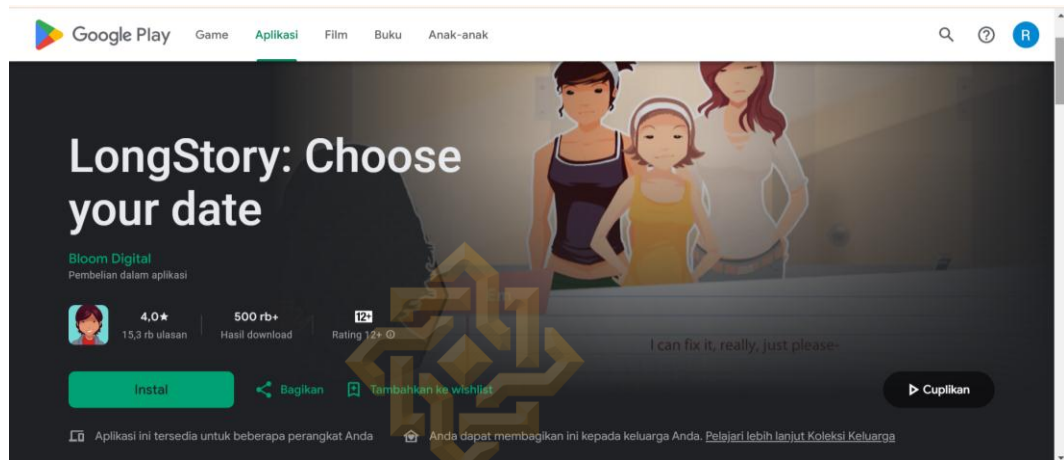 Google Play Game Aplikasi Film Buku Anak-anak R
LongStory: Choose
your date
Bloom Digital
Pembelian dalam aplikasi
4,0★ 500 rb+ 12+
15,3 rb ulasan Hasil download Rating 12+
I can fix it, really, just please-
Instal Bagikan Tambahkan ke wishlist Cuplikan
Aplikasi ini tersedia untuk beberapa perangkat Anda Anda dapat membagikan ini kepada keluarga Anda. Pelajari lebih lanjut Koleksi Keluarga